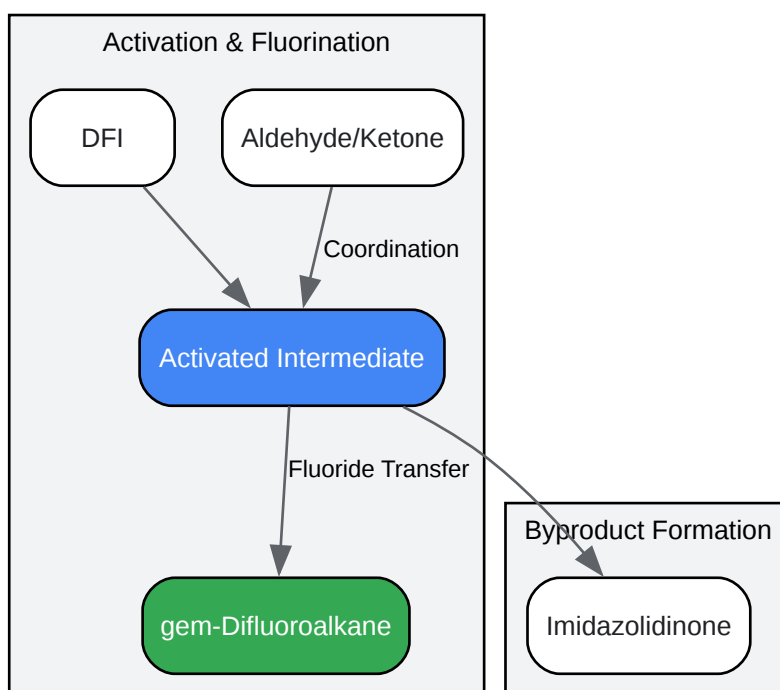 Activation & Fluorination
DFI
Aldehyde/Ketone
Coordination
Activated Intermediate
Fluoride Transfer
Byproduct Formation
gem-Difluoroalkane
Imidazolidinone